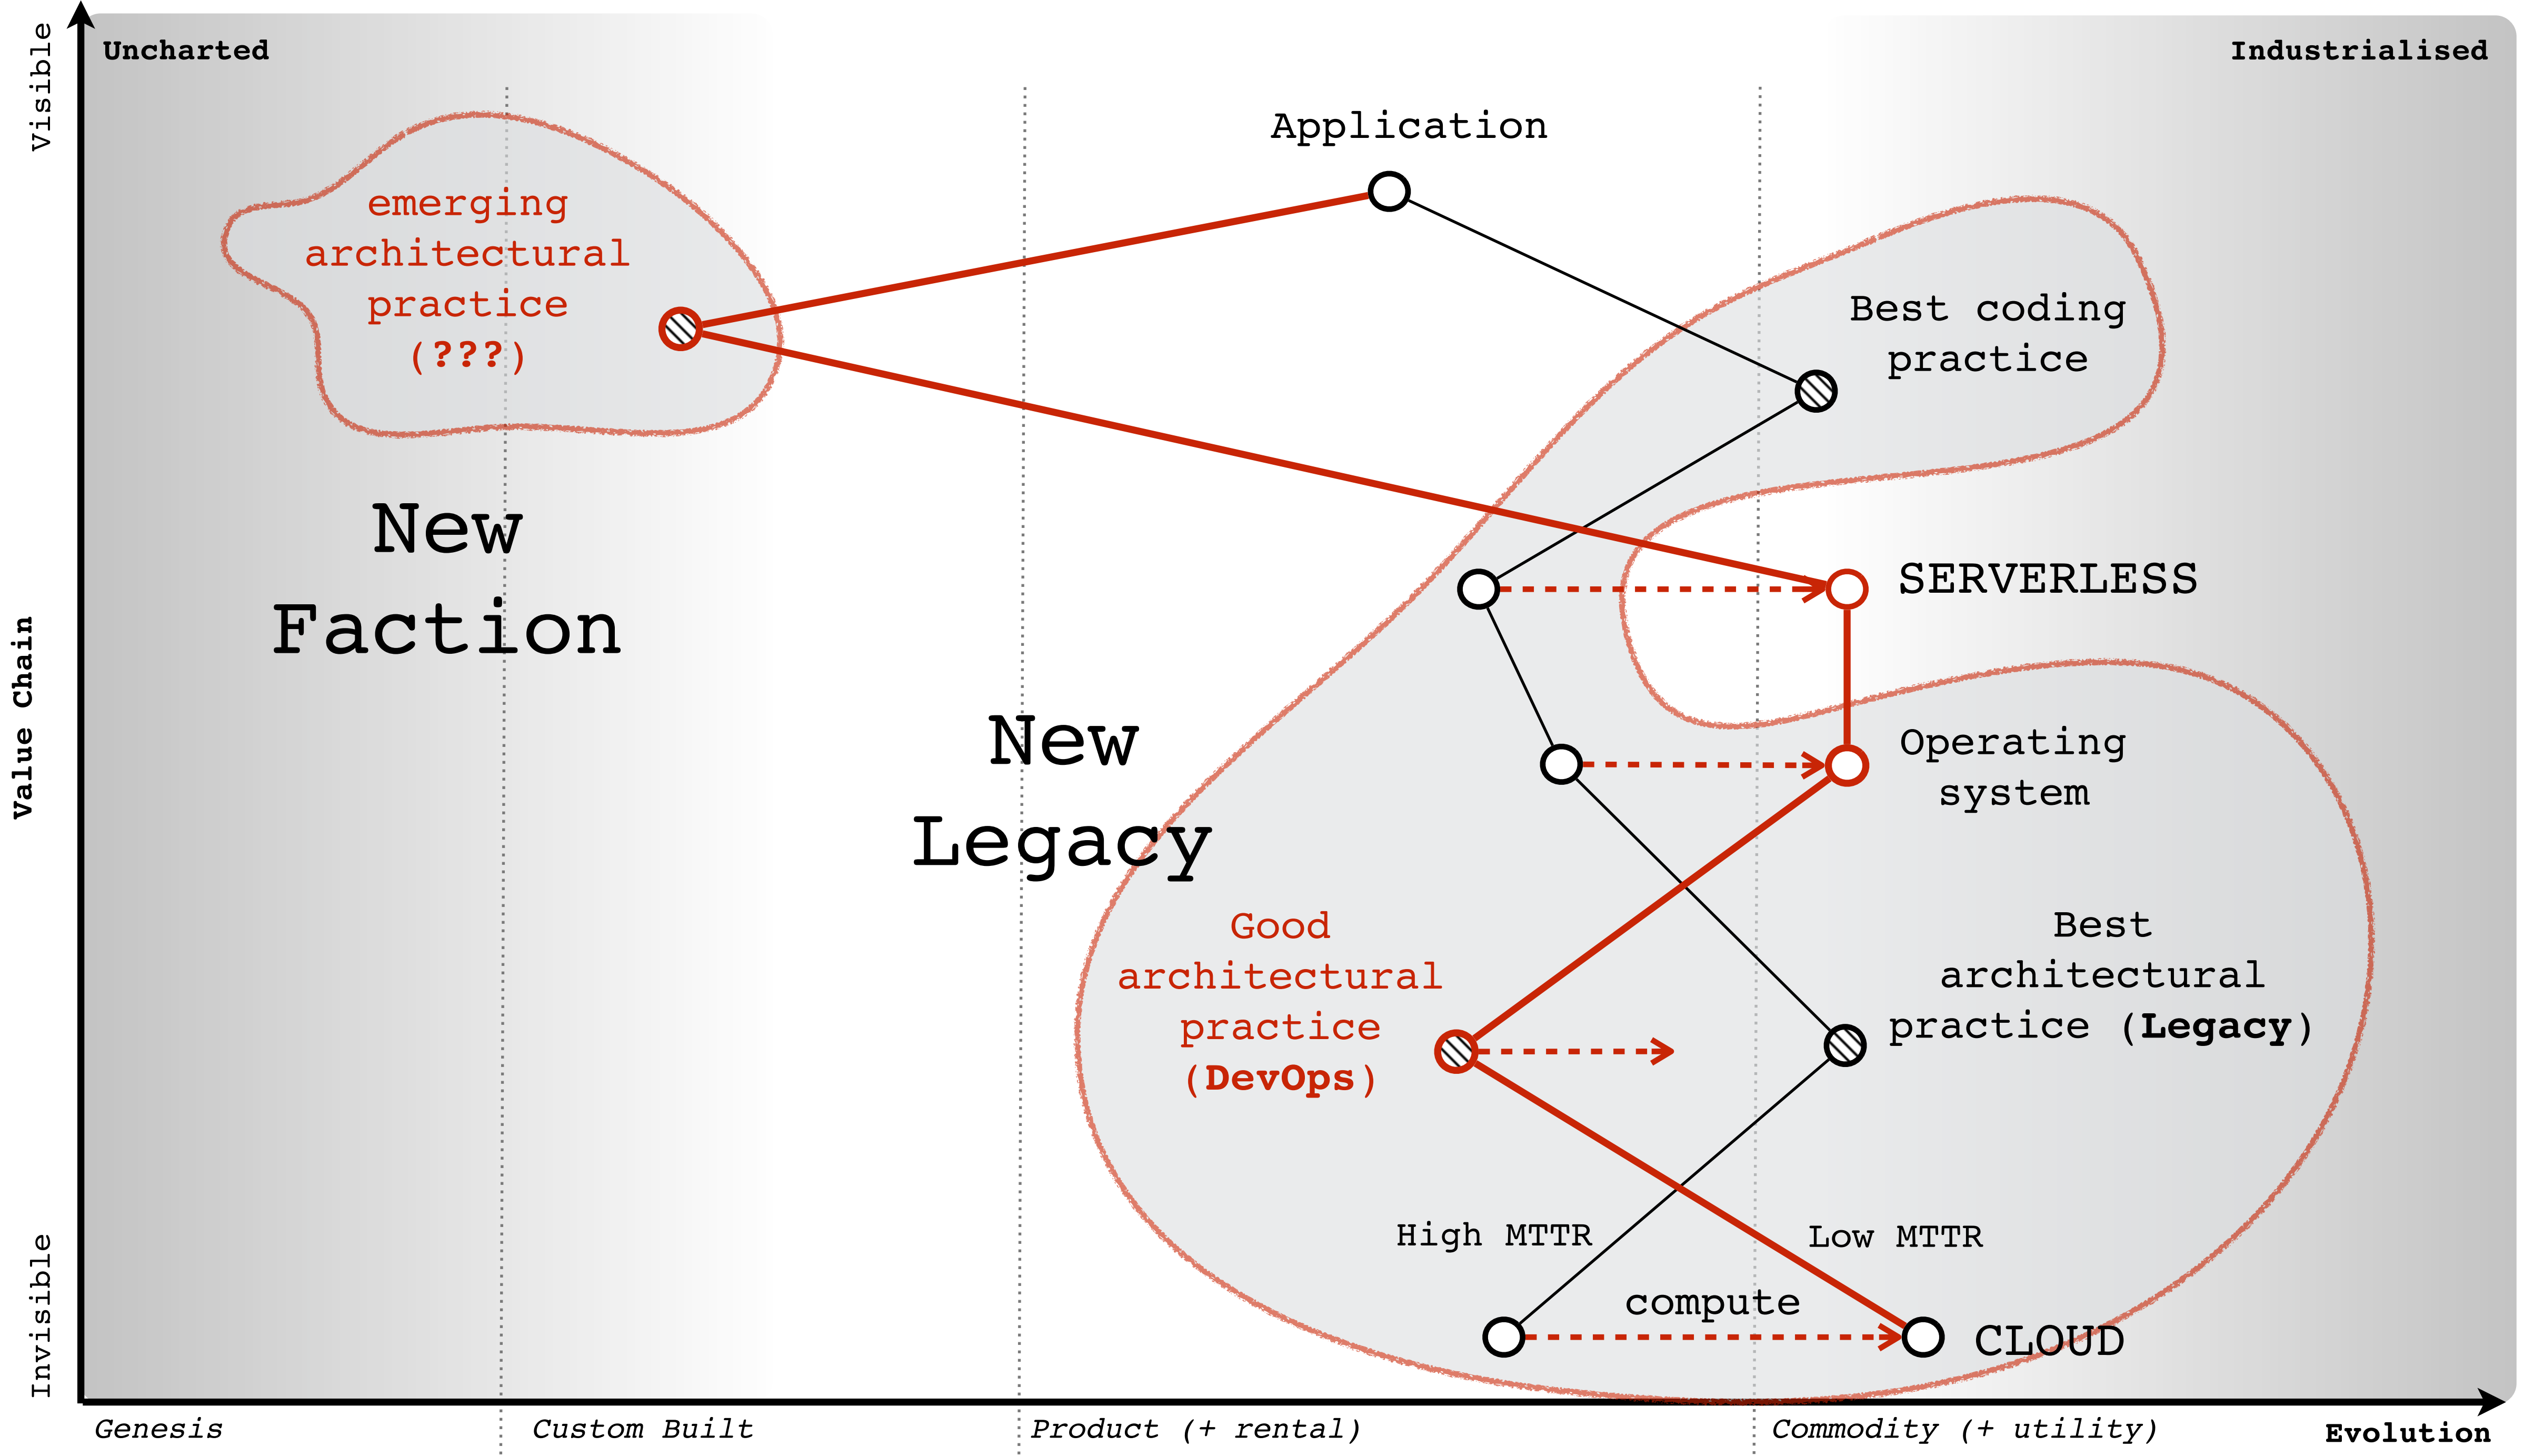 Uncharted
Industrialised
Visible
Value Chain
Invisible
Application
emerging
architectural
practice
(???)
Best coding
practice
New
Faction
SERVERLESS
New
Legacy
Operating
system
Good
architectural
practice
(DevOps)
Best
architectural
practice (Legacy)
High MTTR
Low MTTR
compute
CLOUD
Genesis
Custom Built
Product (+ rental)
Commodity (+ utility)
Evolution